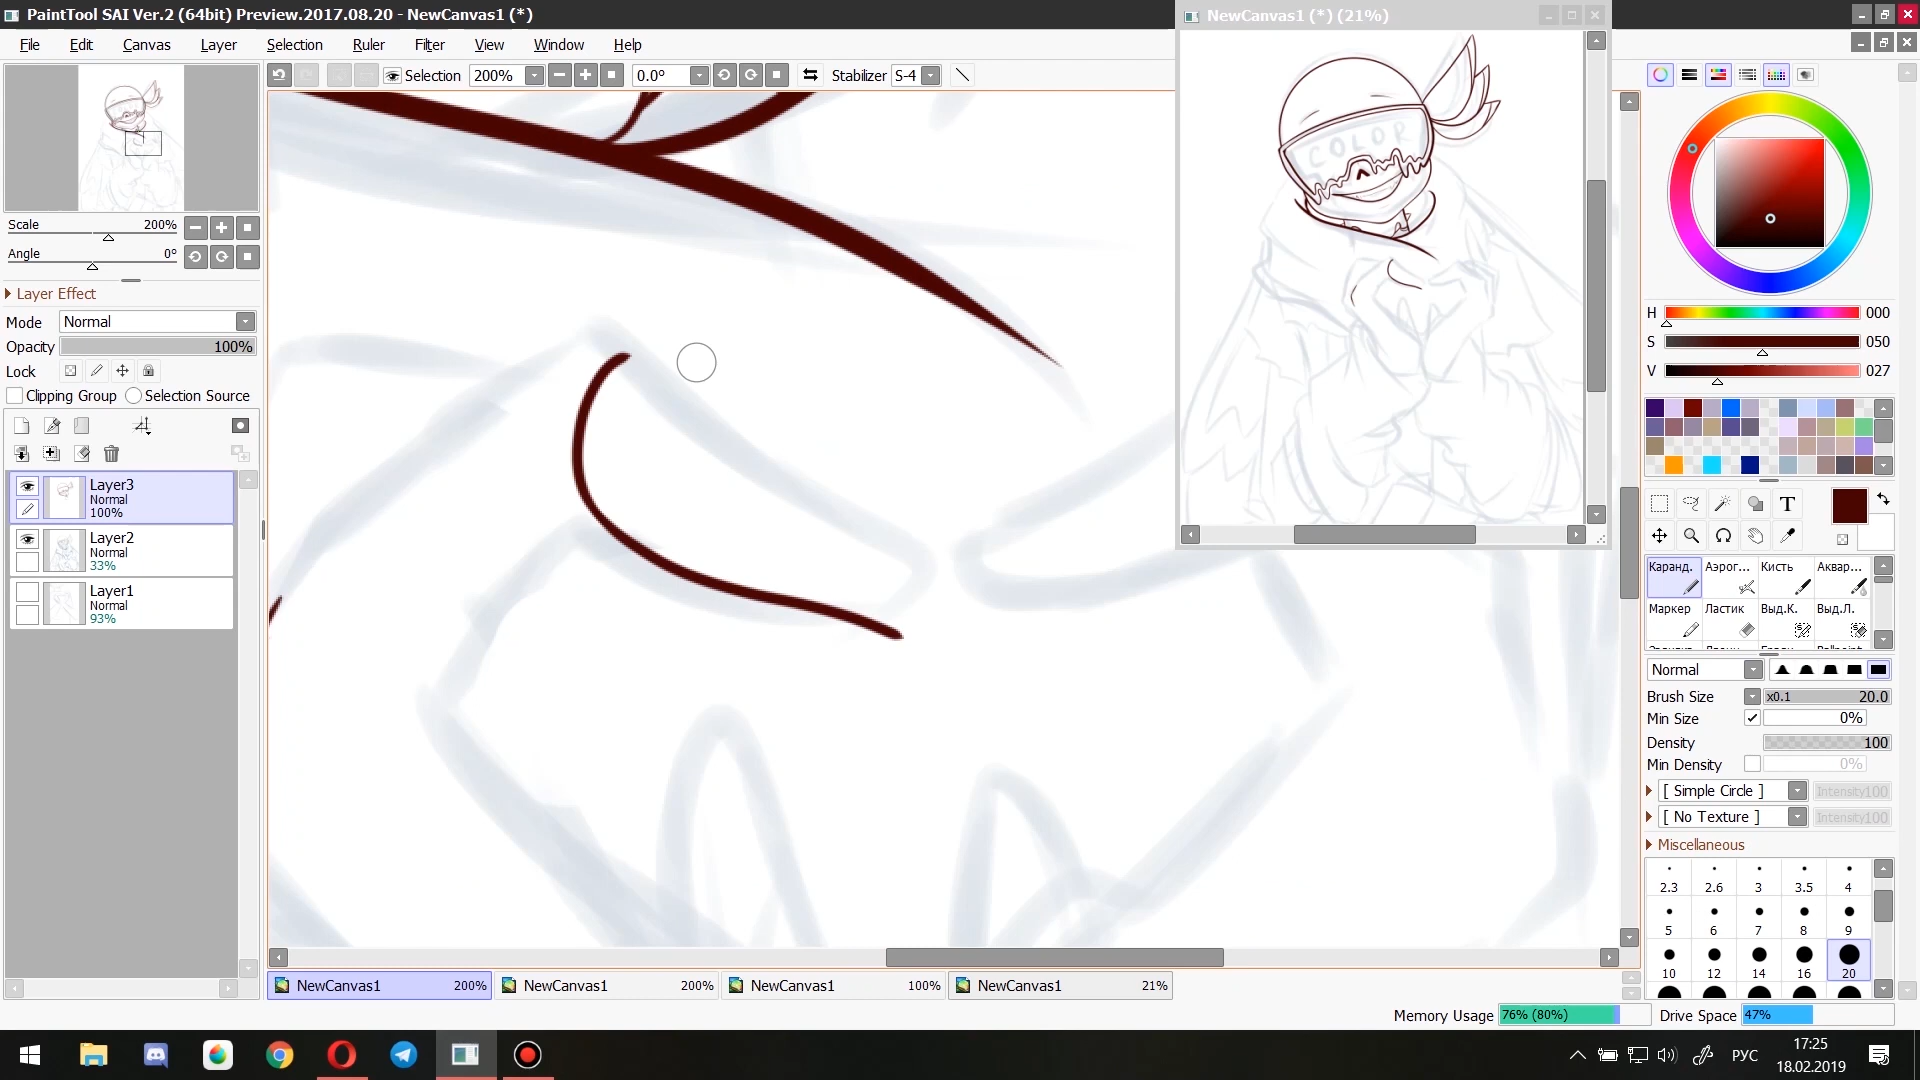 PaintTool SAI Ver.2 (64bit) Preview.2017.08.20 - NewCanvas1 (*)
NewCanvas1 (*) (21%)
File Edit Canvas Layer Selection Ruler Filter View Window Help
Selection 200% 0.0° Stabilizer S-4
COLOR
Scale 200%
Angle 0°
Layer Effect
Mode Normal
Opacity 100%
Lock
Clipping Group Selection Source
Layer3
Normal
100%
Layer2
Normal
33%
Layer1
Normal
93%
H 000
S 050
V 027
T
Каранд. Аэрог... Кисть Аквар...
Маркер Ластик Выд.К. Выд.Л.
Normal
Brush Size x0.1 20.0
Min Size 0%
Density 100
Min Density 0%
[ Simple Circle ] Intensity100
[ No Texture ] Intensity100
Miscellaneous
2.3 2.6 3 3.5 4
5 6 7 8 9
10 12 14 16 20
NewCanvas1 200% NewCanvas1 200% NewCanvas1 100% NewCanvas1 21%
Memory Usage 76% (80%) Drive Space 47%
РУС
17:25
18.02.2019